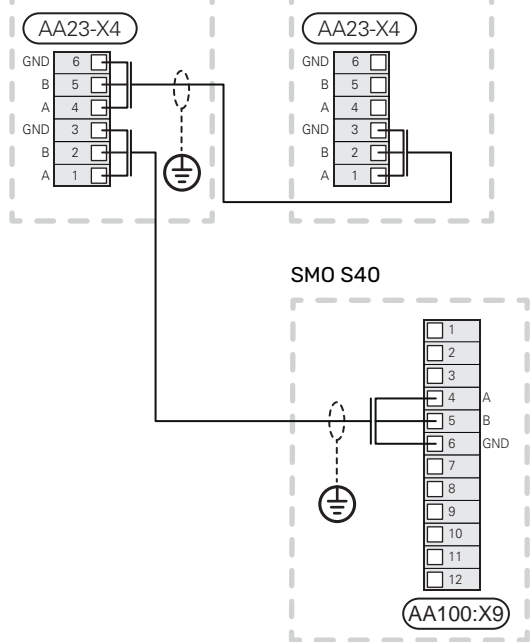 AA23-X4
GND 6
B 5
A 4
GND 3
B 2
A 1
AA23-X4
GND 6
B 5
A 4
GND 3
B 2
A 1
SMO S40
1
2
3
4 A
5 B
6 GND
7
8
9
10
11
12
AA100:X9